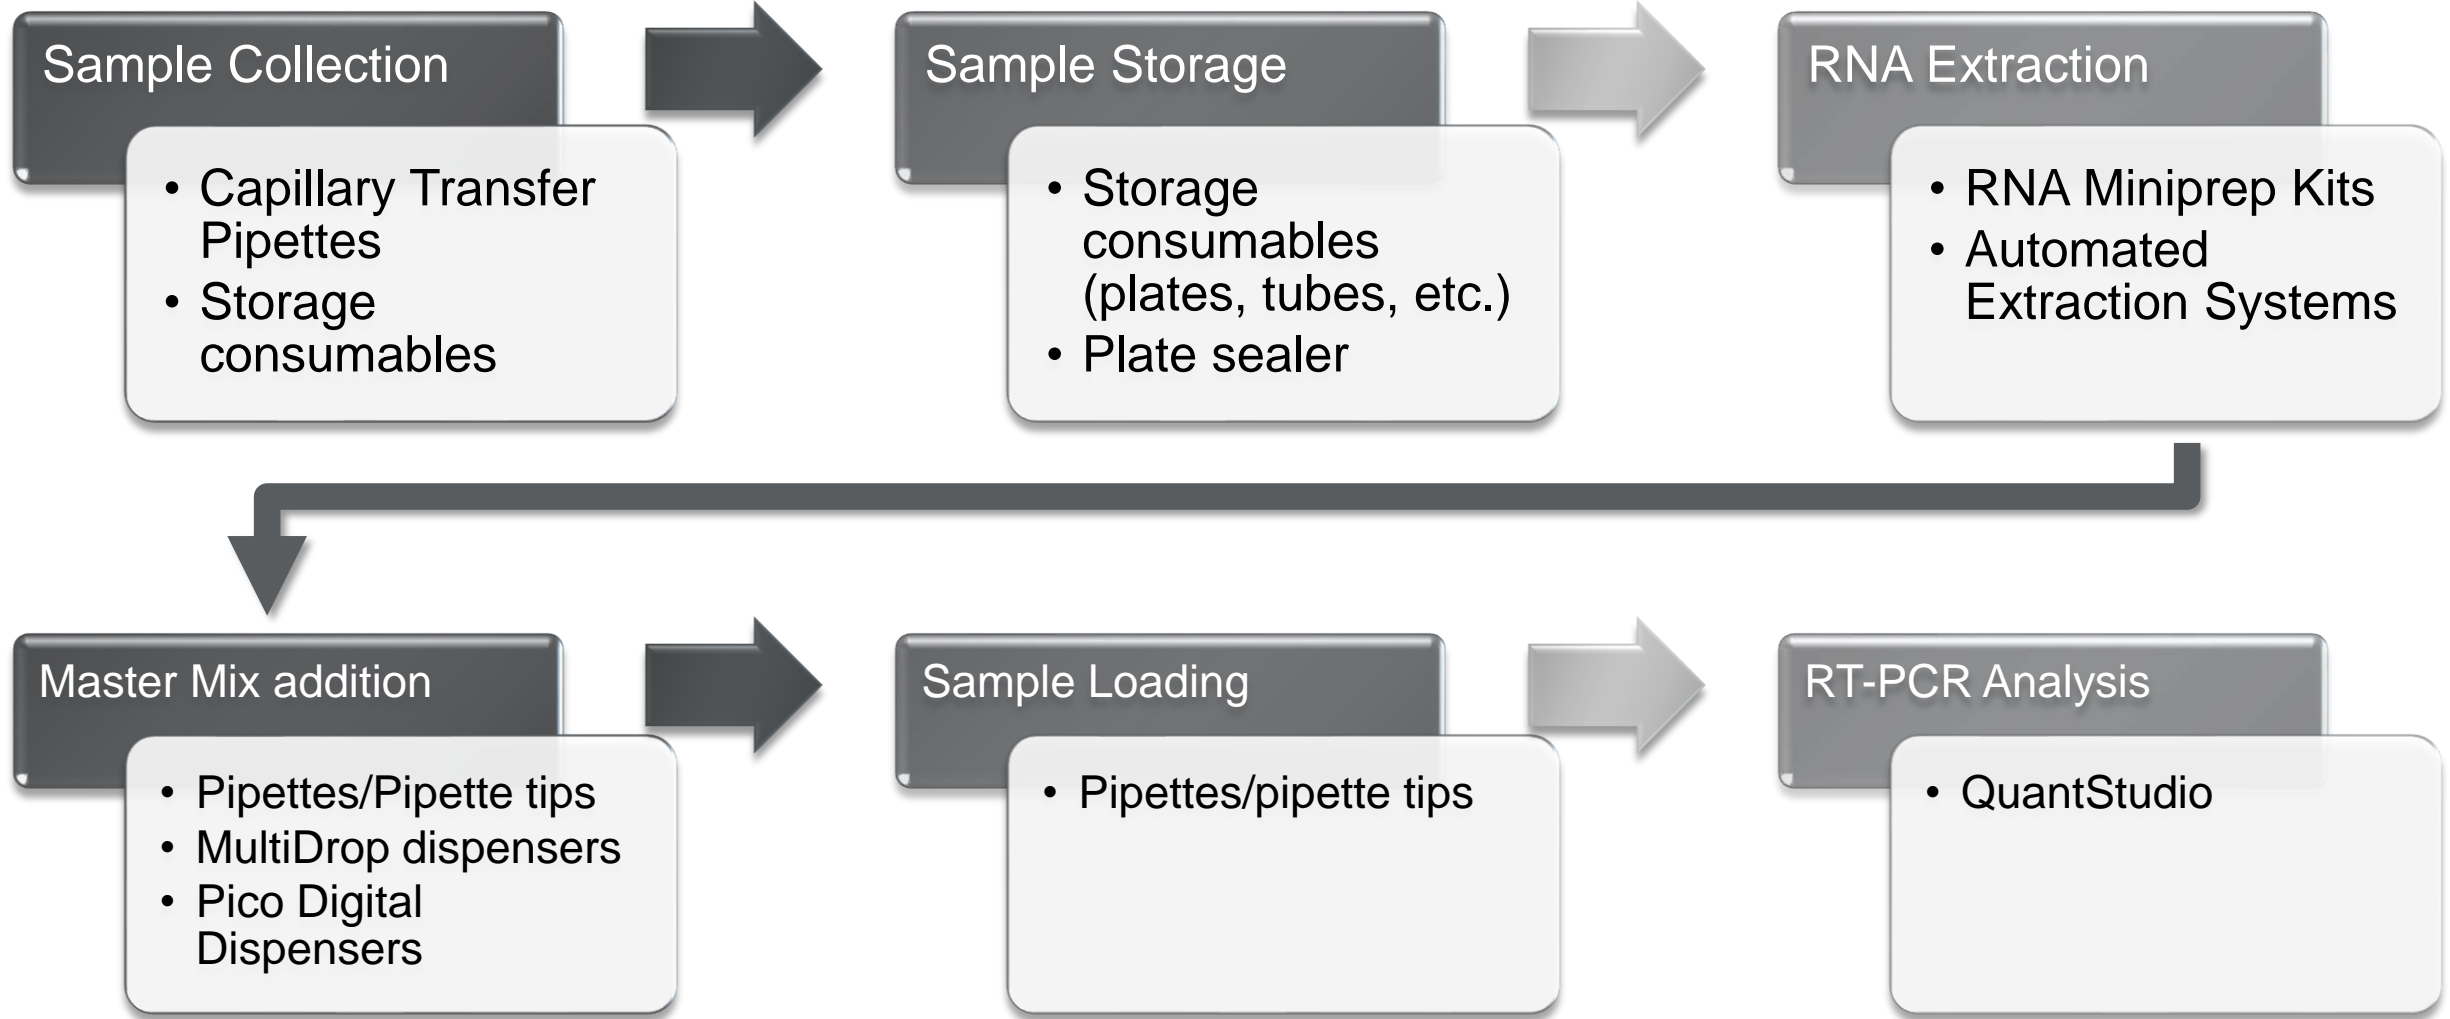 Sample Collection
• Capillary Transfer
Pipettes
• Storage
consumables
Sample Storage
• Storage
consumables
(plates, tubes, etc.)
• Plate sealer
RNA Extraction
• RNA Miniprep Kits
• Automated
Extraction Systems
Master Mix addition
• Pipettes/Pipette tips
• MultiDrop dispensers
• Pico Digital
Dispensers
Sample Loading
• Pipettes/pipette tips
RT-PCR Analysis
• QuantStudio